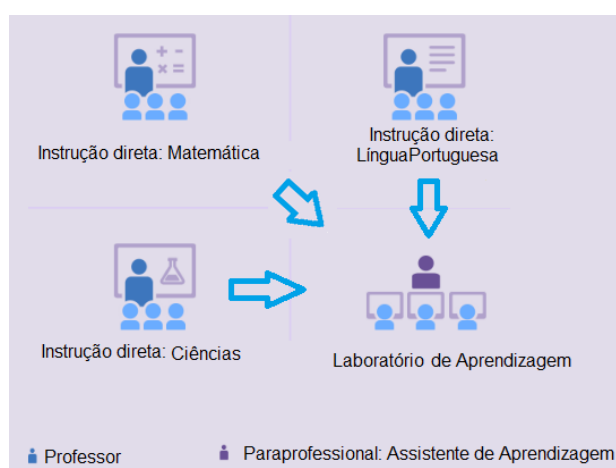 Instrução direta: Matemática
Instrução direta:
LínguaPortuguesa
Instrução direta: Ciências
Laboratório de Aprendizagem
Professor
Paraprofessional: Assistente de Aprendizagem